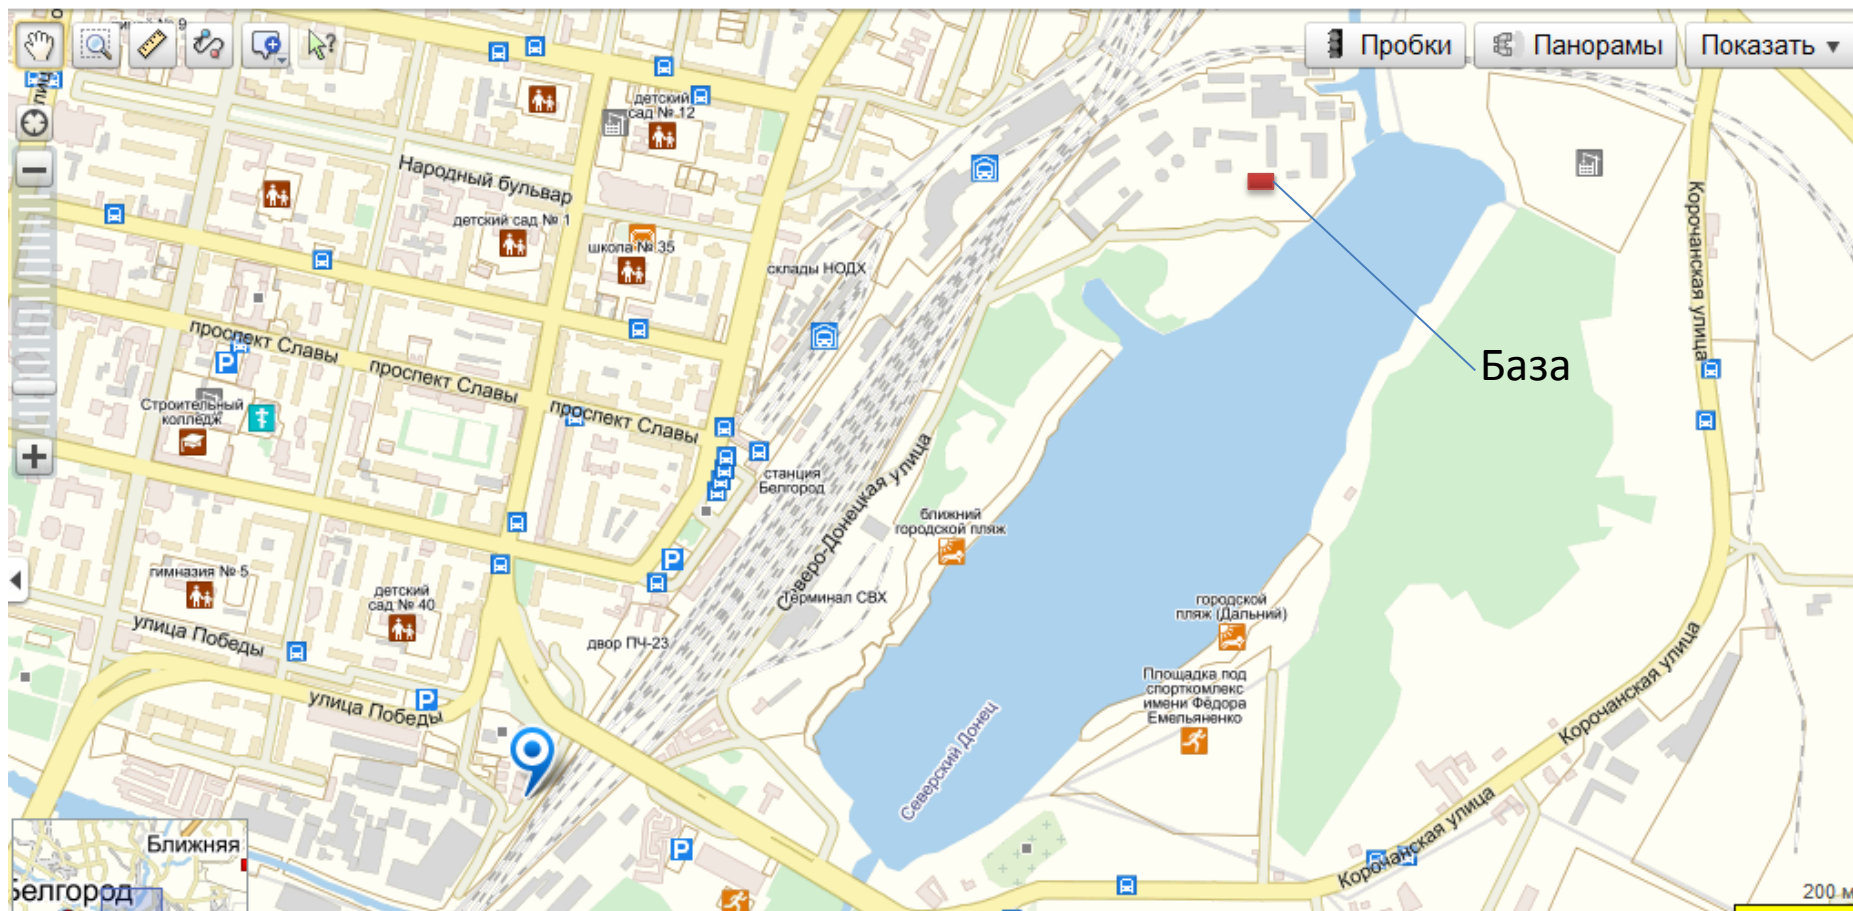 Пробки
Панорамы
Показать
№ 9
детский
сад № 12
Народный бульвар
детский сад № 1
школа № 35
склады НОДХ
Корочанская улица
проспект Славы
проспект Славы
проспект Славы
База
Строительный
колледж
станция
Белгород
Северо-Донецкая улица
ближний
городской пляж
гимназия № 5
детский
сад № 40
Терминал СВХ
городской
пляж (Дальний)
улица Победы
двор ПЧ-23
Площадка под
спорткомлекс
имени Фёдора
Емельяненко
улица Победы
Северский Донец
Корочанская улица
Корочанская улица
Ближняя
Белгород
200 м